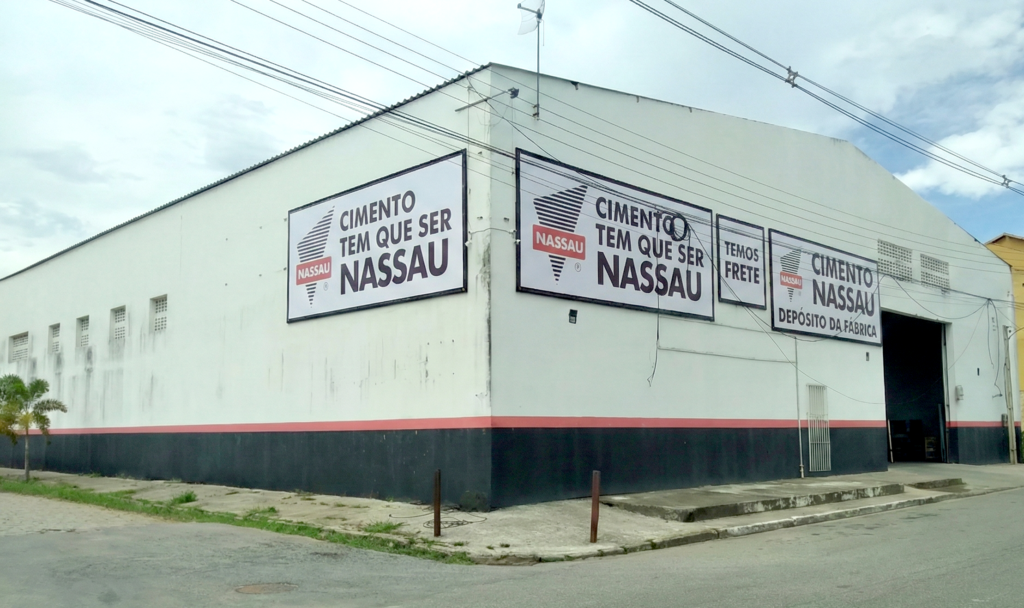 NASSAU
CIMENTO
TEM QUE SER
NASSAU
NASSAU
CIMENTO
TEM QUE SER
NASSAU
TEMOS
FRETE
NASSAU
CIMENTO
NASSAU
DEPÓSITO DA FÁBRICA